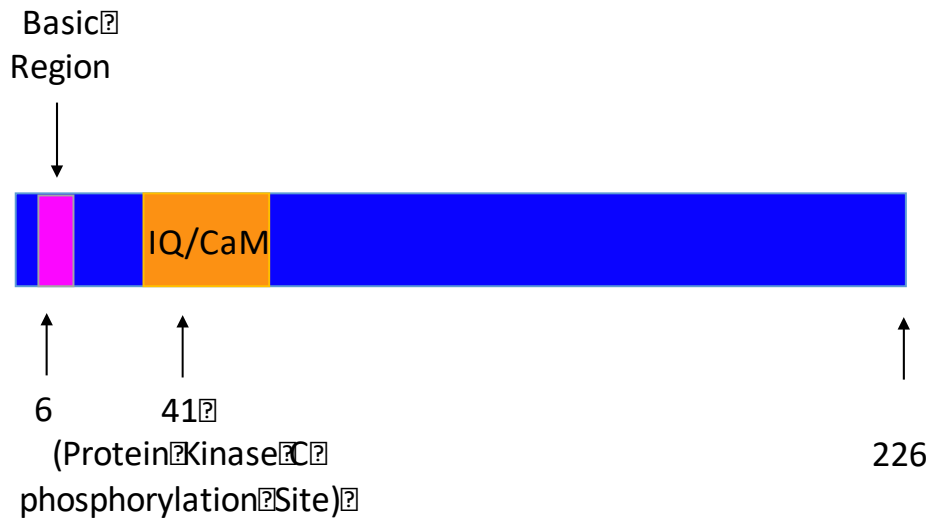 Basic⍰
Region
IQ/CaM
6
41⍰
(Protein⍰Kinase⍰C⍰
226
phosphorylation⍰Site)⍰